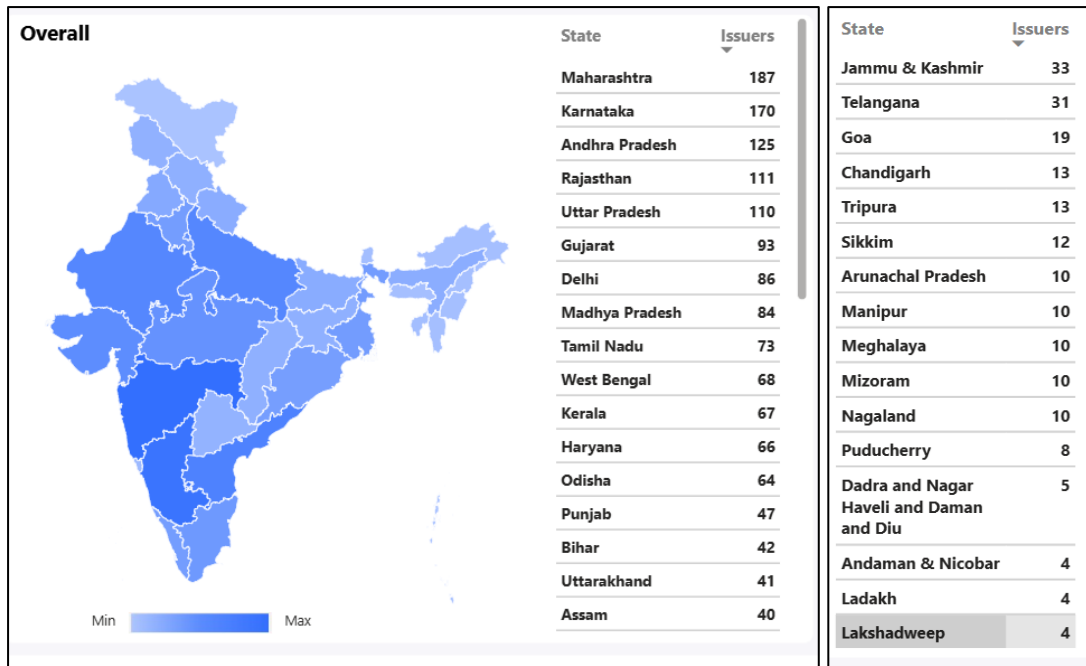 Overall
State Issuers
Maharashtra 187
Karnataka 170
Andhra Pradesh 125
Rajasthan 111
Uttar Pradesh 110
Gujarat 93
Delhi 86
Madhya Pradesh 84
Tamil Nadu 73
West Bengal 68
Kerala 67
Haryana 66
Odisha 64
Punjab 47
Bihar 42
Uttarakhand 41
Assam 40
Min Max
State Issuers
Jammu & Kashmir 33
Telangana 31
Goa 19
Chandigarh 13
Tripura 13
Sikkim 12
Arunachal Pradesh 10
Manipur 10
Meghalaya 10
Mizoram 10
Nagaland 10
Puducherry 8
Dadra and Nagar 5
Haveli and Daman
and Diu
Andaman & Nicobar 4
Ladakh 4
Lakshadweep 4